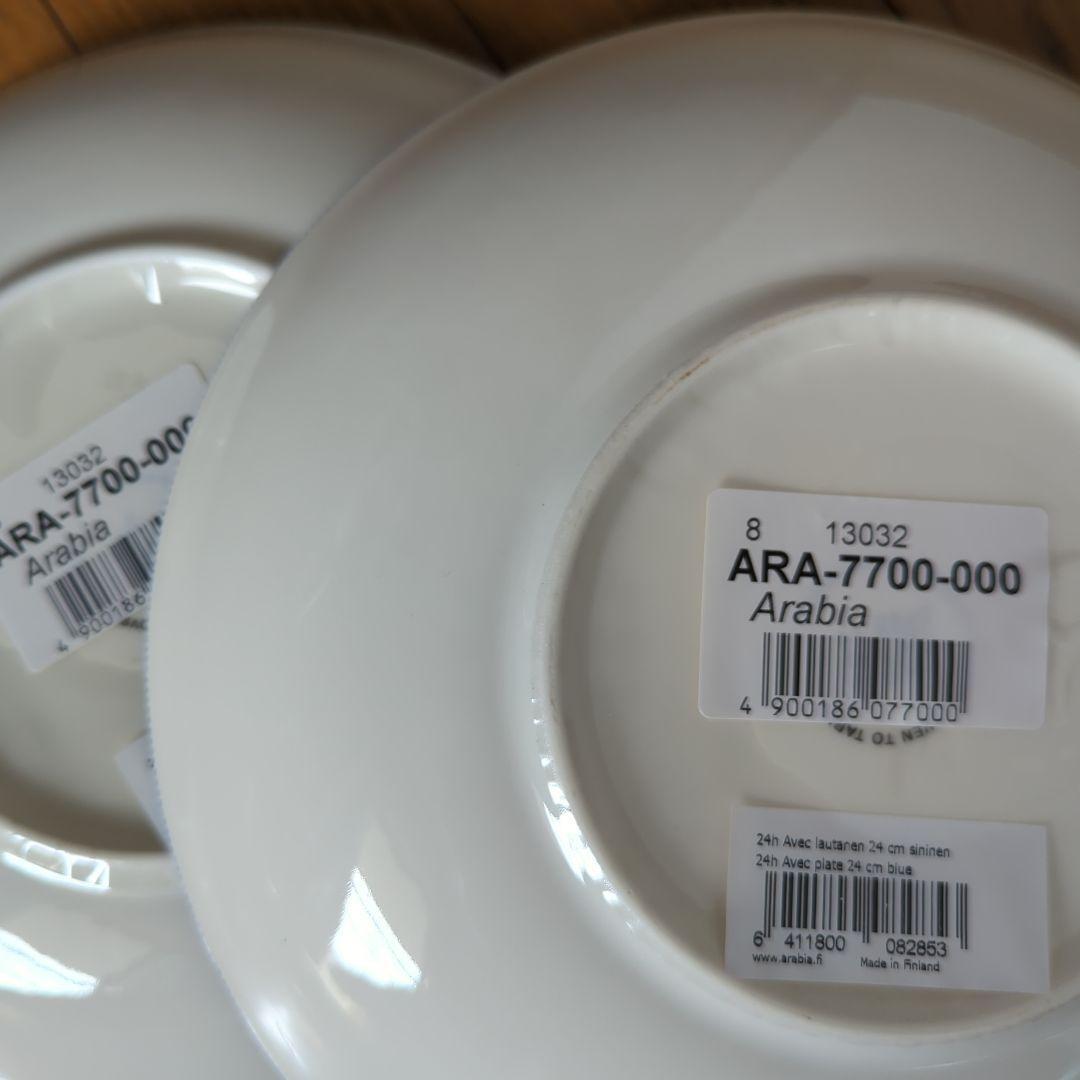 13032
ARA-7700-000
Arabia
4 900186
8 13032
ARA-7700-000
Arabia
4 900186 077000
TO
24h Avec lautanen 24 cm sininen
24h Avec plate 24 cm blue
6 411800 082853
www.arabia.fi Made in Finland